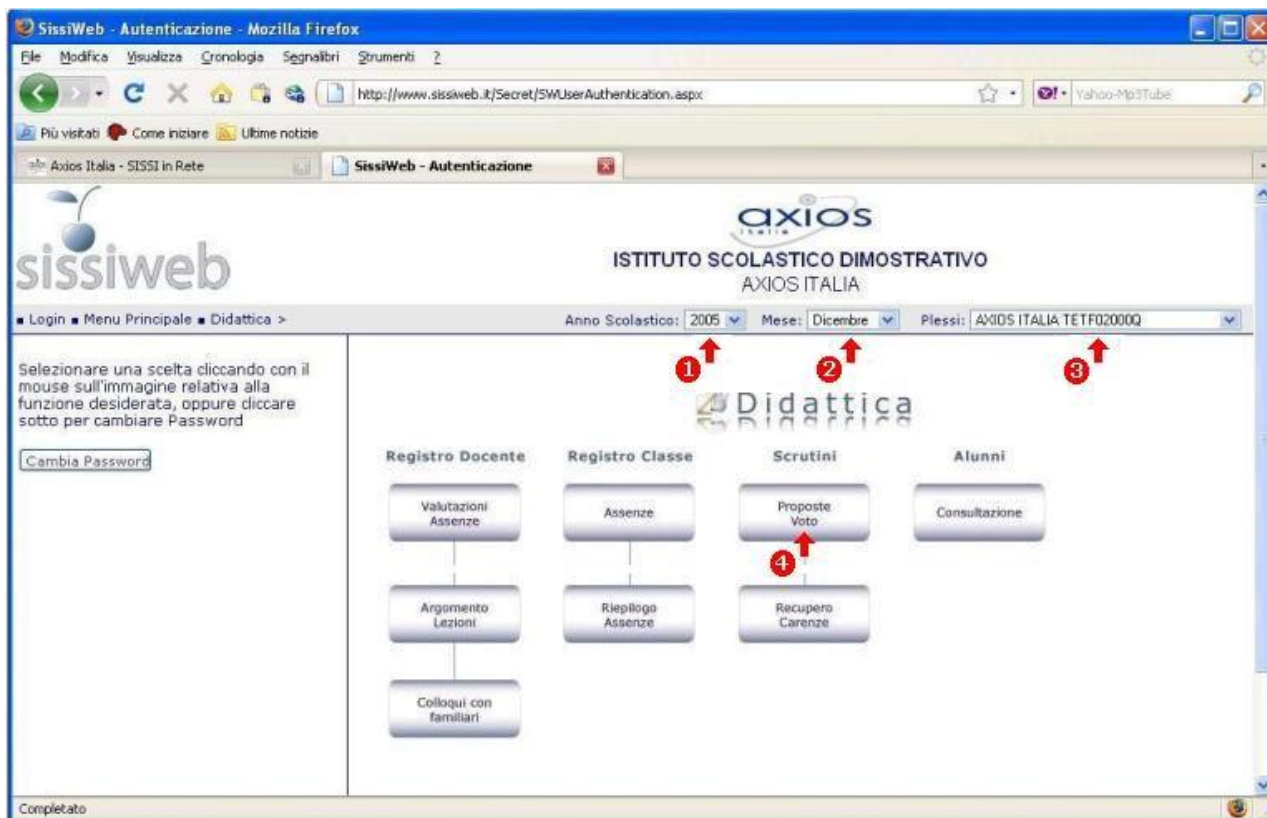 SissiWeb - Autenticazione - Mozilla Firefox
File Modifica Visualizza Cronologia Segnalibri Strumenti ?
http://www.sissiweb.it/Secret/SWUserAuthentication.aspx
Yahoo-Mp3Tube
Più visitati Come iniziare Ultime notizie
Axios Italia - SISSI in Rete
SissiWeb - Autenticazione
sissiweb
axios
italia
ISTITUTO SCOLASTICO DIMOSTRATIVO
AXIOS ITALIA
Login Menu Principale Didattica >
Anno Scolastico: 2005 Mese: Dicembre Plessi: AXIOS ITALIA TETF02000Q
1 2 3
Selezionare una scelta cliccando con il
mouse sull'immagine relativa alla
funzione desiderata, oppure cliccare
sotto per cambiare Password
Cambia Password
Didattica
Registro Docente Registro Classe Scrutini Alunni
Valutazioni
Assenze
Assenze
Proposte
Voto
Consultazione
4
Argomento
Lezioni
Riepilogo
Assenze
Recupero
Carenze
Colloqui con
familiari
Completato